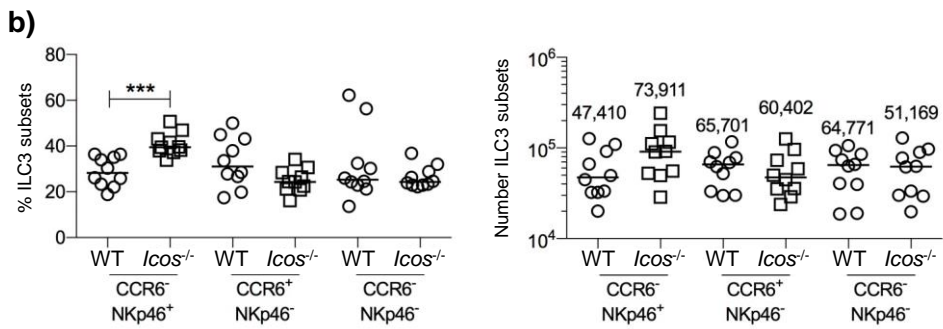 b)
% ILC3 subsets
80
60
40
20
0
***
WT Icos-/- WT Icos-/- WT Icos-/-
CCR6- CCR6+ CCR6-
NKp46+ NKp46- NKp46-
Number ILC3 subsets
10^6
10^5
10^4
47,410 73,911 65,701 60,402 64,771 51,169
WT Icos-/- WT Icos-/- WT Icos-/-
CCR6- CCR6+ CCR6-
NKp46+ NKp46- NKp46-